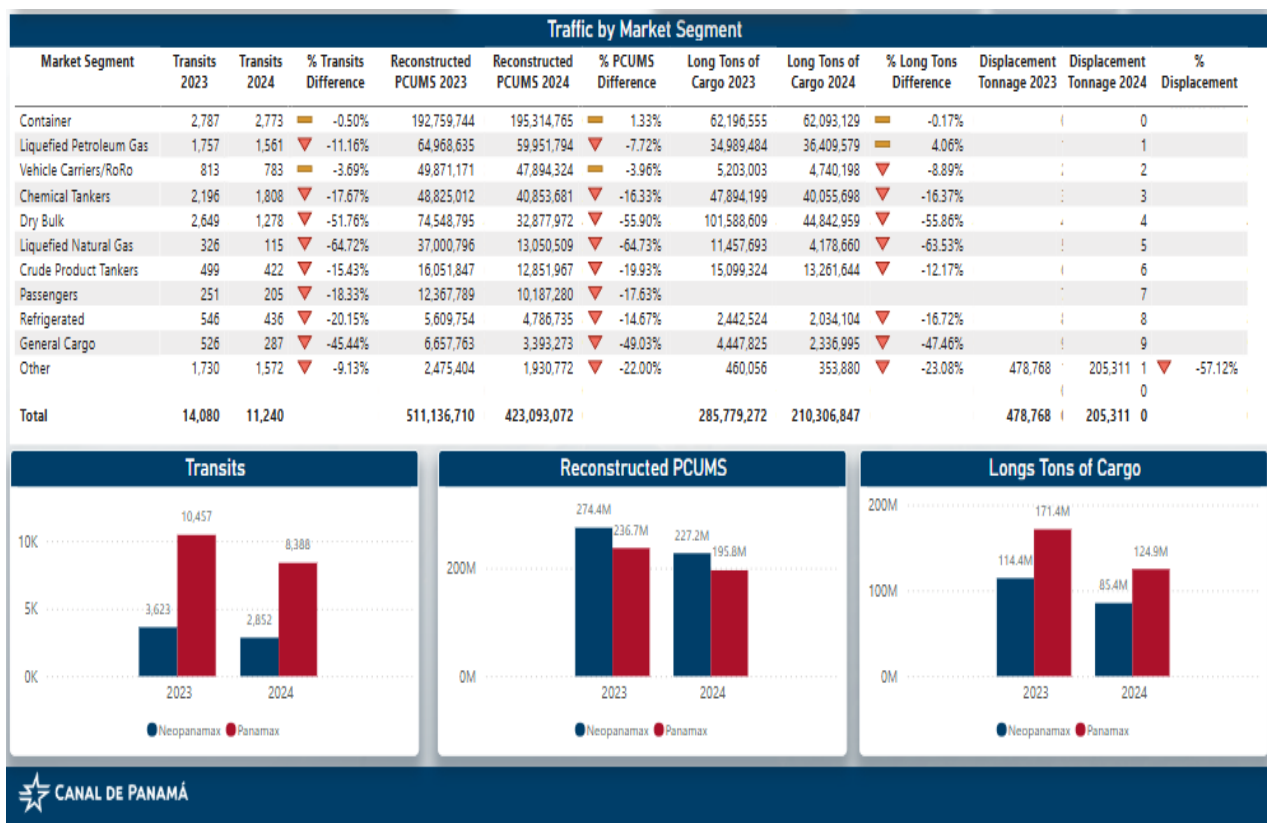 Traffic by Market Segment
Market Segment Transits 2023 Transits 2024 % Transits Difference Reconstructed PCUMS 2023 Reconstructed PCUMS 2024 % PCUMS Difference Long Tons of Cargo 2023 Long Tons of Cargo 2024 % Long Tons Difference Displacement Tonnage 2023 Displacement Tonnage 2024 % Displacement
Container 2,787 2,773 -0.50% 192,759,744 195,314,765 1.33% 62,196,555 62,093,129 -0.17% 0
Liquefied Petroleum Gas 1,757 1,561 -11.16% 64,968,635 59,951,794 -7.72% 34,989,484 36,409,579 4.06% 1
Vehicle Carriers/RoRo 813 783 -3.69% 49,871,171 47,894,324 -3.96% 5,203,003 4,740,198 -8.89% 2
Chemical Tankers 2,196 1,808 -17.67% 48,825,012 40,853,681 -16.33% 47,894,199 40,055,698 -16.37% 3
Dry Bulk 2,649 1,278 -51.76% 74,548,795 32,877,972 -55.90% 101,588,609 44,842,959 -55.86% 4
Liquefied Natural Gas 326 115 -64.72% 37,000,796 13,050,509 -64.73% 11,457,693 4,178,660 -63.53% 5
Crude Product Tankers 499 422 -15.43% 16,051,847 12,851,967 -19.93% 15,099,324 13,261,644 -12.17% 6
Passengers 251 205 -18.33% 12,367,789 10,187,280 -17.63% 7
Refrigerated 546 436 -20.15% 5,609,754 4,786,735 -14.67% 2,442,524 2,034,104 -16.72% 8
General Cargo 526 287 -45.44% 6,657,763 3,393,273 -49.03% 4,447,825 2,336,995 -47.46% 9
Other 1,730 1,572 -9.13% 2,475,404 1,930,772 -22.00% 460,056 353,880 -23.08% 478,768 205,311 1 -57.12%
0
Total 14,080 11,240 511,136,710 423,093,072 285,779,272 210,306,847 478,768 205,311 0
Transits
10K
5K
0K
3,623
10,457
2,852
8,388
2023 2024
Neopanamax Panamax
Reconstructed PCUMS
200M
0M
274.4M
236.7M
227.2M
195.8M
2023 2024
Neopanamax Panamax
Longs Tons of Cargo
200M
100M
0M
114.4M
171.4M
85.4M
124.9M
2023 2024
Neopanamax Panamax
CANAL DE PANAMÁ